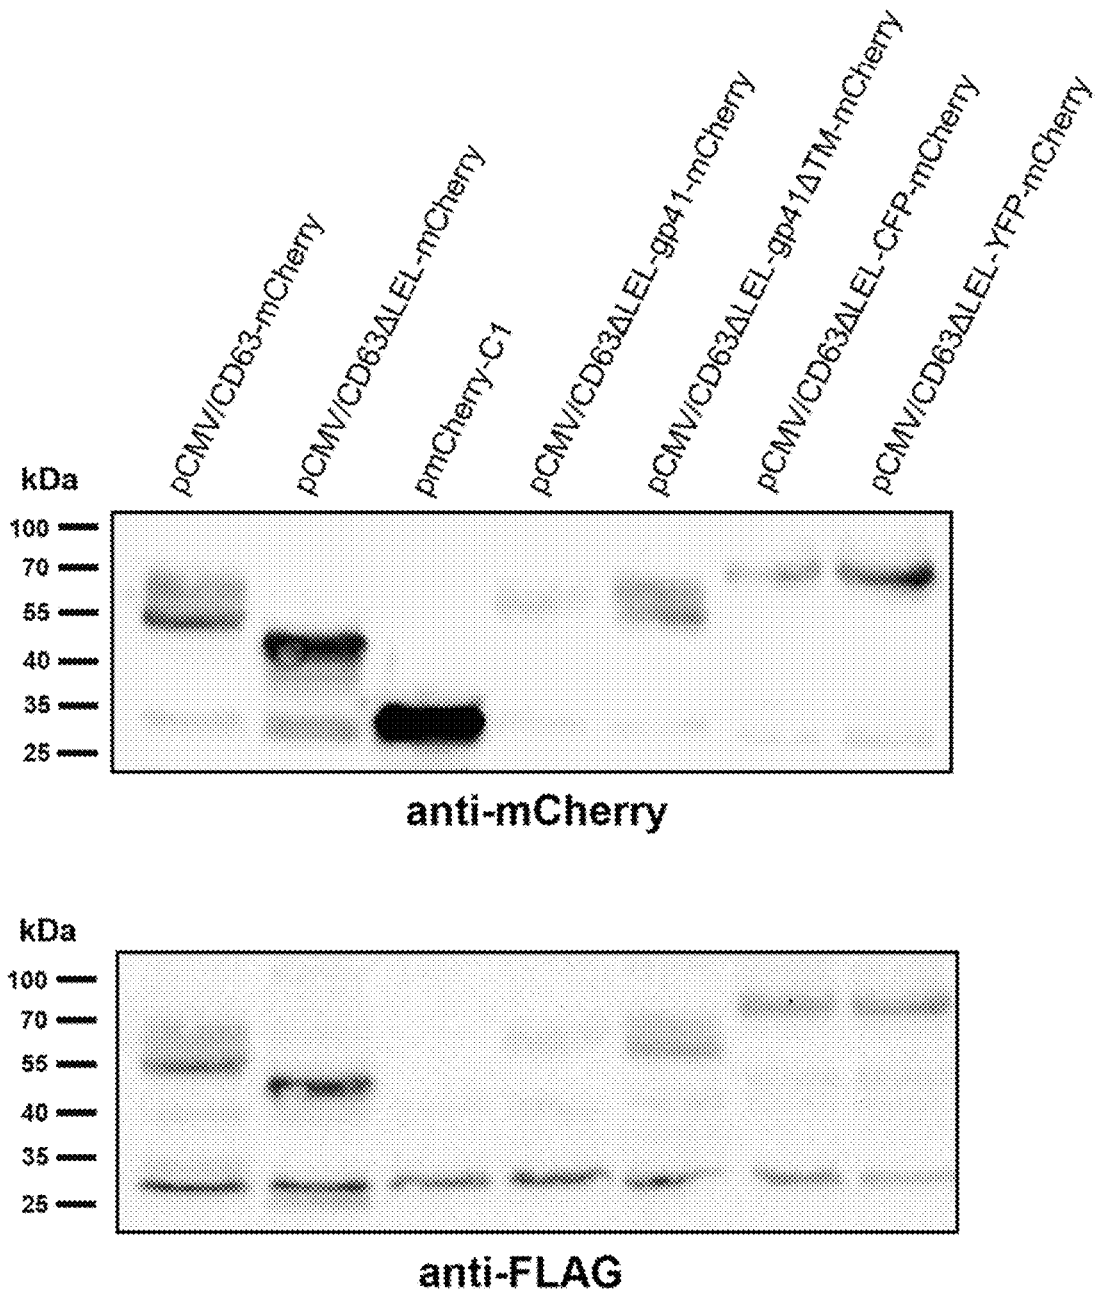 pCMV/CD63-mCherry
pCMV/CD63ΔLEL-mCherry
pmCherry-C1
pCMV/CD63ΔLEL-gp41-mCherry
pCMV/CD63ΔLEL-gp41ΔTM-mCherry
pCMV/CD63ΔLEL-CFP-mCherry
pCMV/CD63ΔLEL-YFP-mCherry
kDa
100
70
55
40
35
25
anti-mCherry
kDa
100
70
55
40
35
25
anti-FLAG